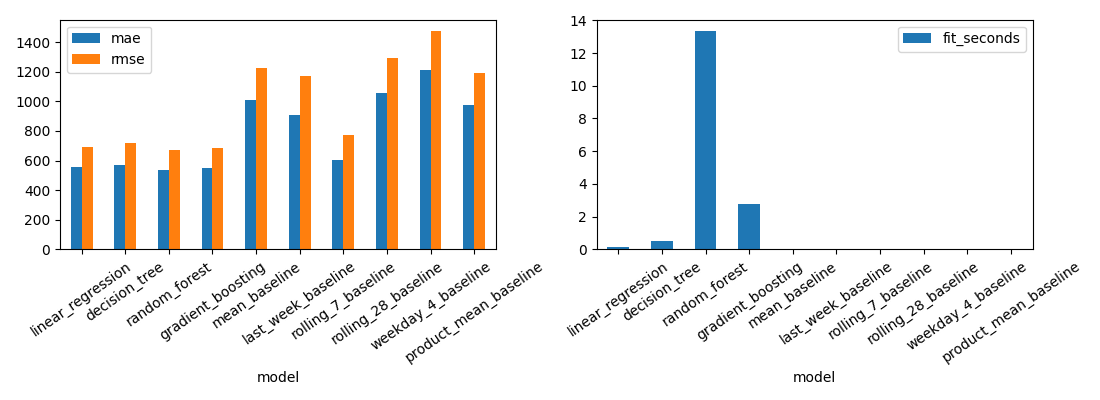 1400
1200
1000
800
600
400
200
0
mae
rmse
linear_regression
decision_tree
random_forest
gradient_boosting
mean_baseline
last_week_baseline
rolling_7_baseline
rolling_28_baseline
weekday_4_baseline
product_mean_baseline
model
14
12
10
8
6
4
2
0
fit_seconds
linear_regression
decision_tree
random_forest
gradient_boosting
mean_baseline
last_week_baseline
rolling_7_baseline
rolling_28_baseline
weekday_4_baseline
product_mean_baseline
model